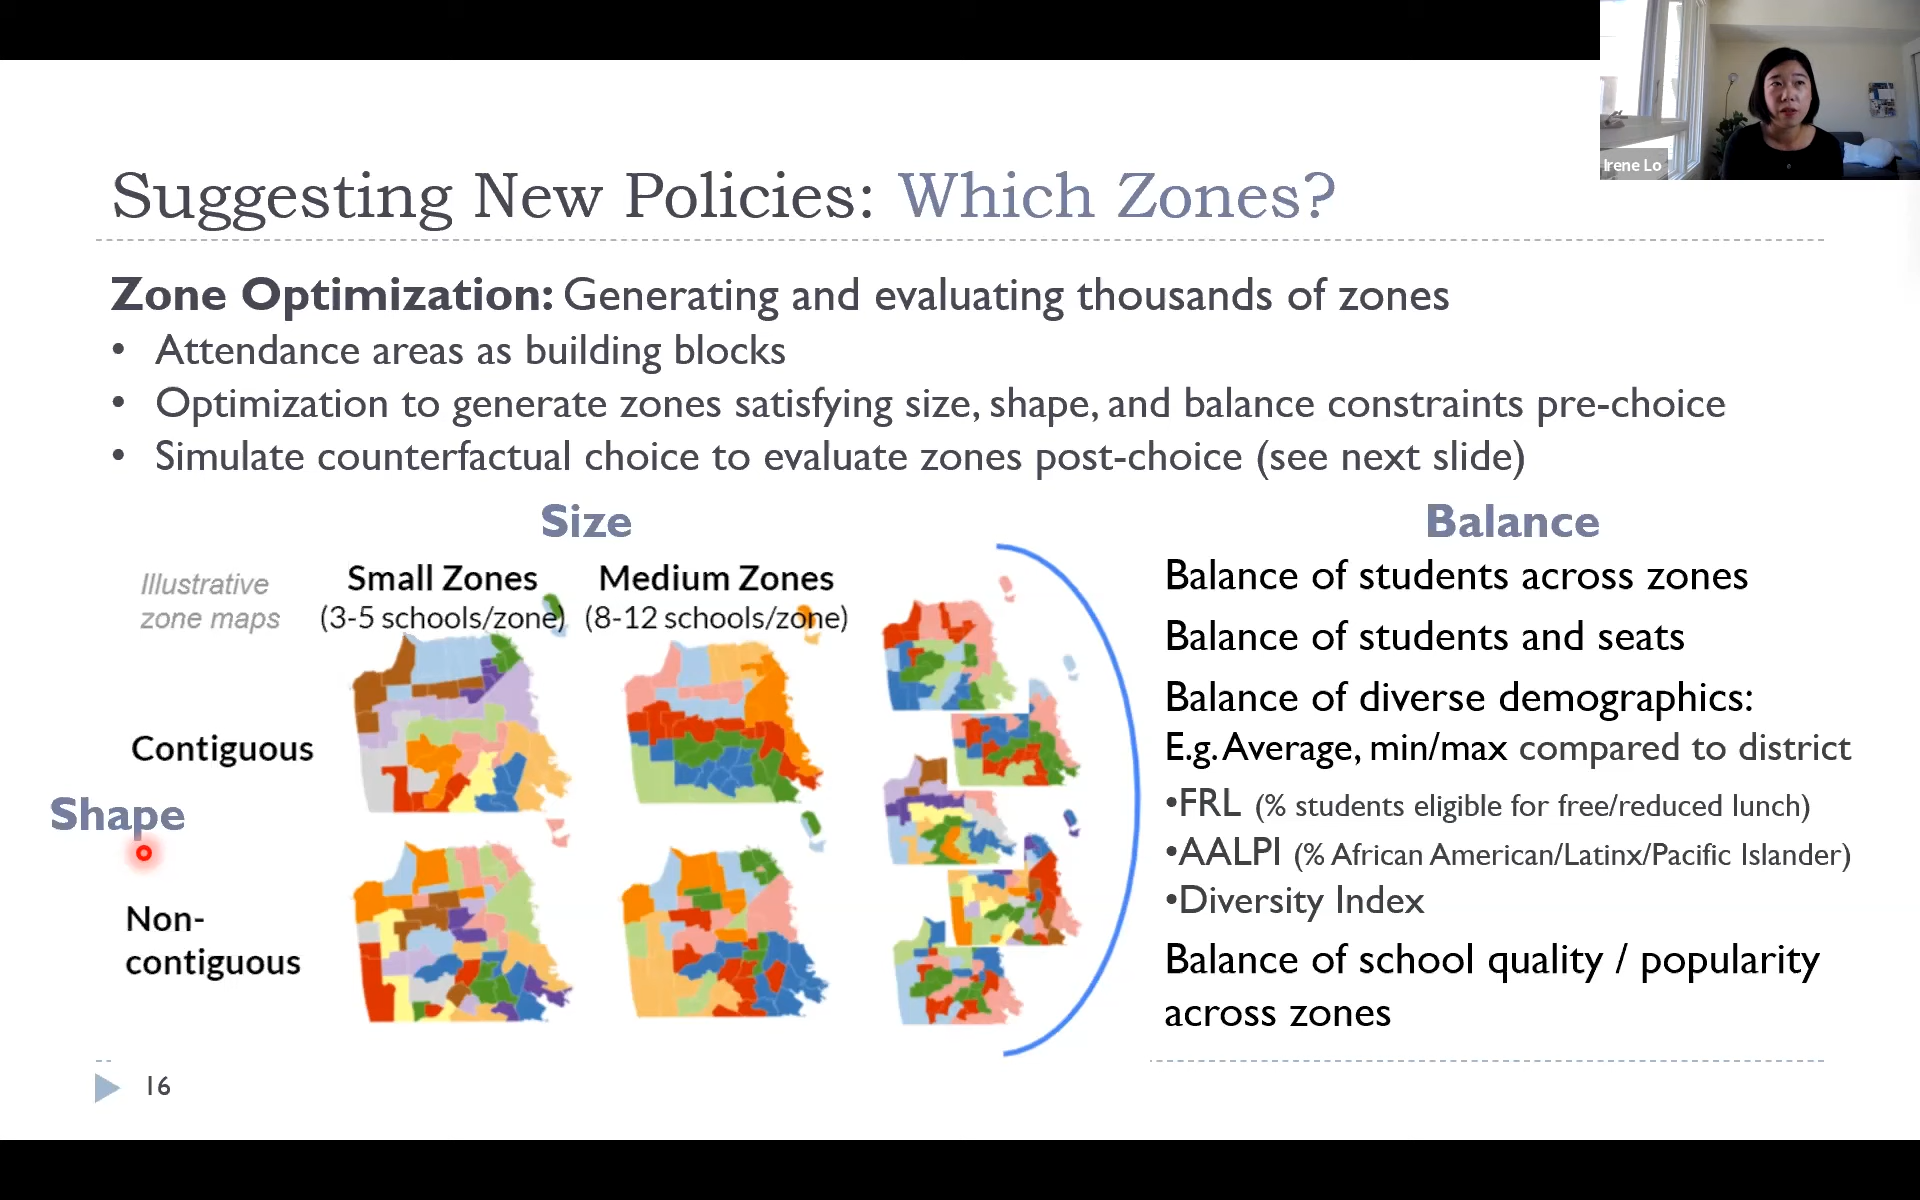 Irene Lo
Suggesting New Policies: Which Zones?
Zone Optimization: Generating and evaluating thousands of zones
• Attendance areas as building blocks
• Optimization to generate zones satisfying size, shape, and balance constraints pre-choice
• Simulate counterfactual choice to evaluate zones post-choice (see next slide)
Size
Illustrative
zone maps
Small Zones
(3-5 schools/zone)
Medium Zones
(8-12 schools/zone)
Contiguous
Shape
Non-
contiguous
Balance
Balance of students across zones
Balance of students and seats
Balance of diverse demographics:
E.g. Average, min/max compared to district
•FRL (% students eligible for free/reduced lunch)
•AALPI (% African American/Latinx/Pacific Islander)
•Diversity Index
Balance of school quality / popularity
across zones
16